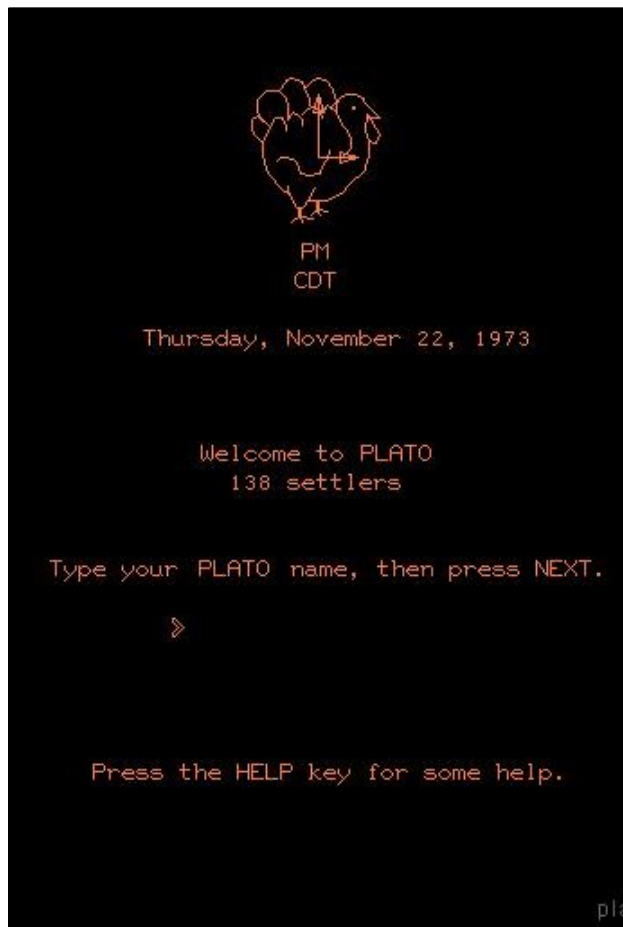 PM
CDT
Thursday, November 22, 1973
Welcome to PLATO
138 settlers
Type your PLATO name, then press NEXT.
>
Press the HELP key for some help.